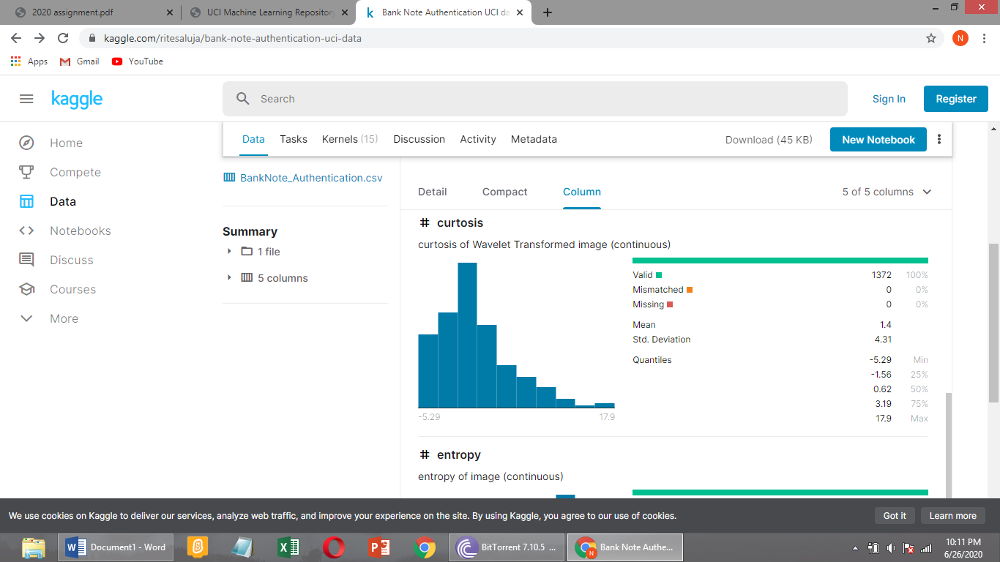 2020 assignment.pdf
UCI Machine Learning Repository
Bank Note Authentication UCI da
kaggle.com/ritesaluja/bank-note-authentication-uci-data
N
Apps
Gmail
YouTube
kaggle
Search
Sign In
Register
Home
Compete
Data
Notebooks
Discuss
Courses
More
Data
Tasks
Kernels (15)
Discussion
Activity
Metadata
Download (45 KB)
New Notebook
BankNote_Authentication.csv
Summary
1 file
5 columns
Detail
Compact
Column
5 of 5 columns
# curtosis
curtosis of Wavelet Transformed image (continuous)
-5.29 17.9
Valid 1372 100%
Mismatched 0 0%
Missing 0 0%
Mean 1.4
Std. Deviation 4.31
Quantiles -5.29 Min
-1.56 25%
0.62 50%
3.19 75%
17.9 Max
# entropy
entropy of image (continuous)
We use cookies on Kaggle to deliver our services, analyze web traffic, and improve your experience on the site. By using Kaggle, you agree to our use of cookies.
Got it
Learn more
Document1 - Word
BitTorrent 7.10.5 ...
Bank Note Authe...
10:11 PM
6/26/2020